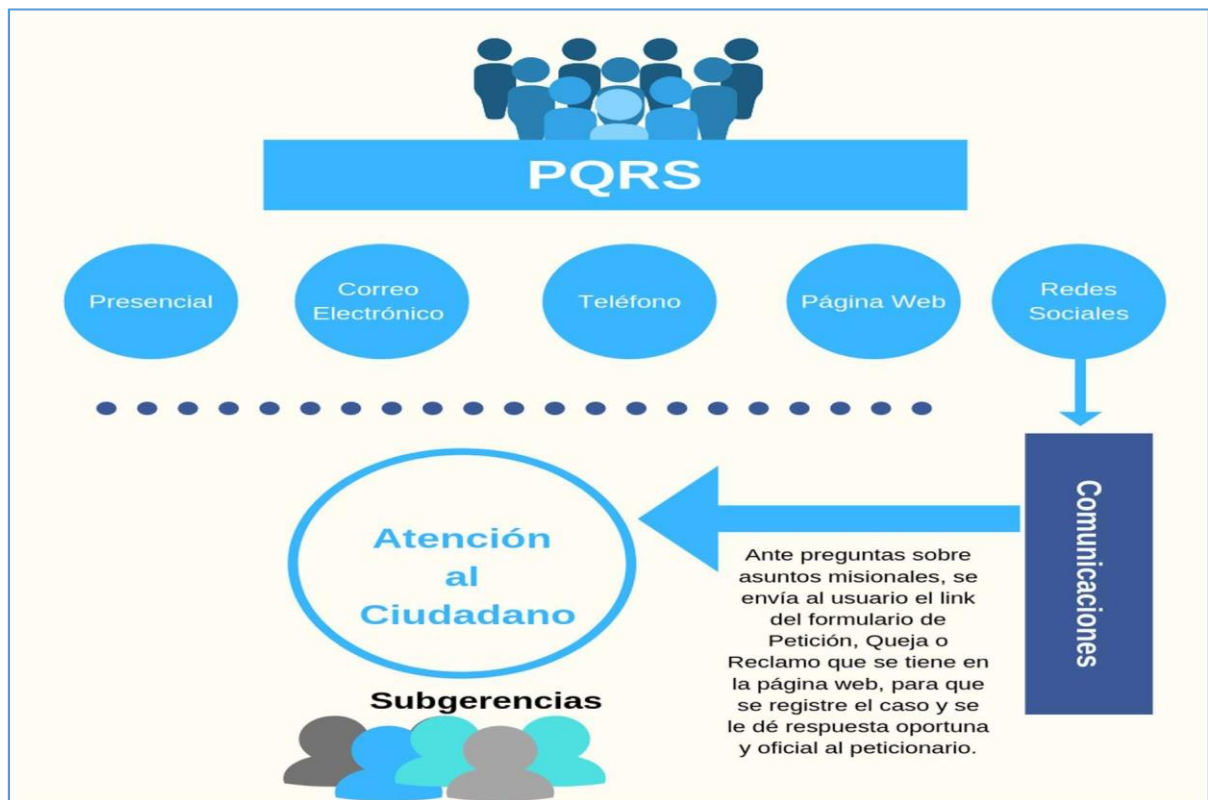 PQRS
Presencial
Correo
Electrónico
Teléfono
Página Web
Redes
Sociales
Comunicaciones
Atención
al
Ciudadano
Ante preguntas sobre
asuntos misionales, se
envía al usuario el link
del formulario de
Petición, Queja o
Reclamo que se tiene en
la página web, para que
se registre el caso y se
le dé respuesta oportuna
y oficial al peticionario.
Subgerencias